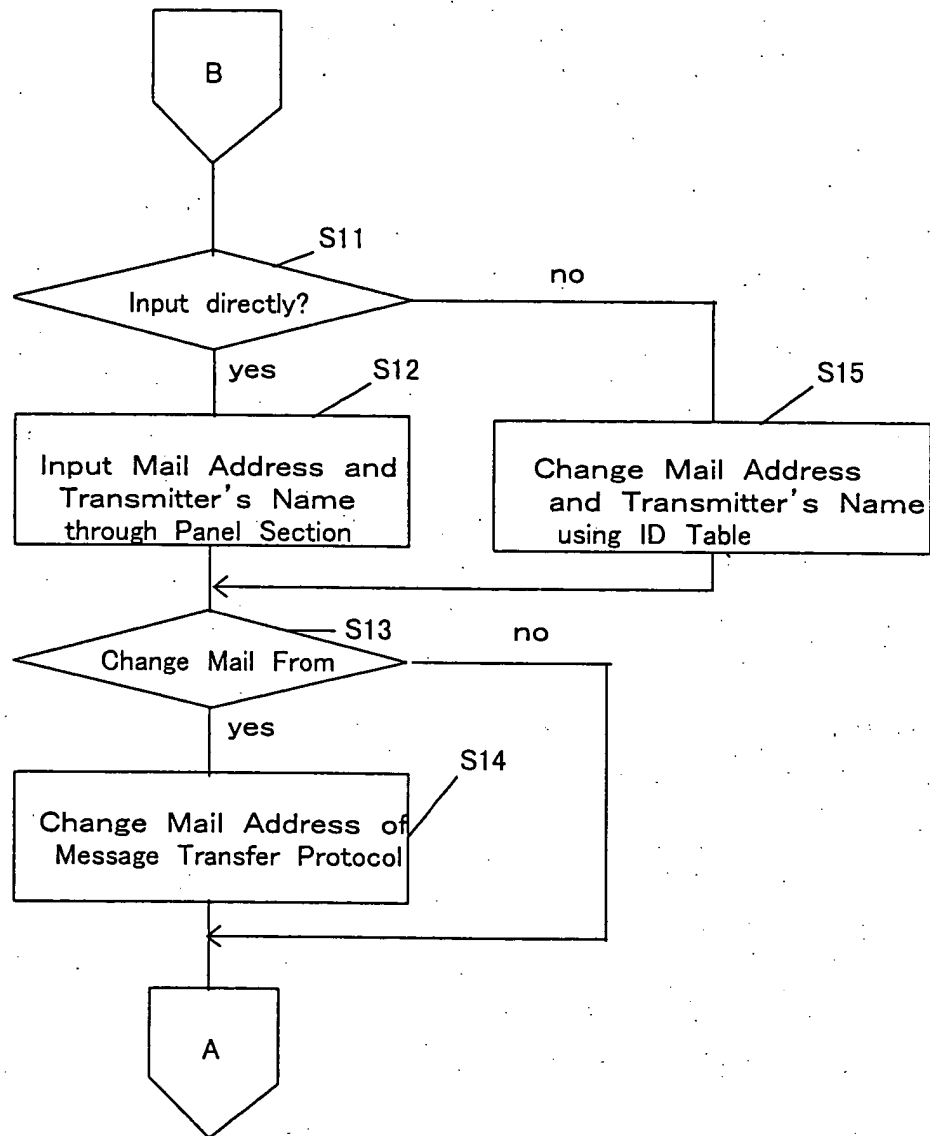 B
S11
Input directly?
no
yes
S12
S15
Input Mail Address and
Transmitter's Name
through Panel Section
Change Mail Address
and Transmitter's Name
using ID Table
S13
no
Change Mail From
yes
S14
Change Mail Address of
Message Transfer Protocol
A